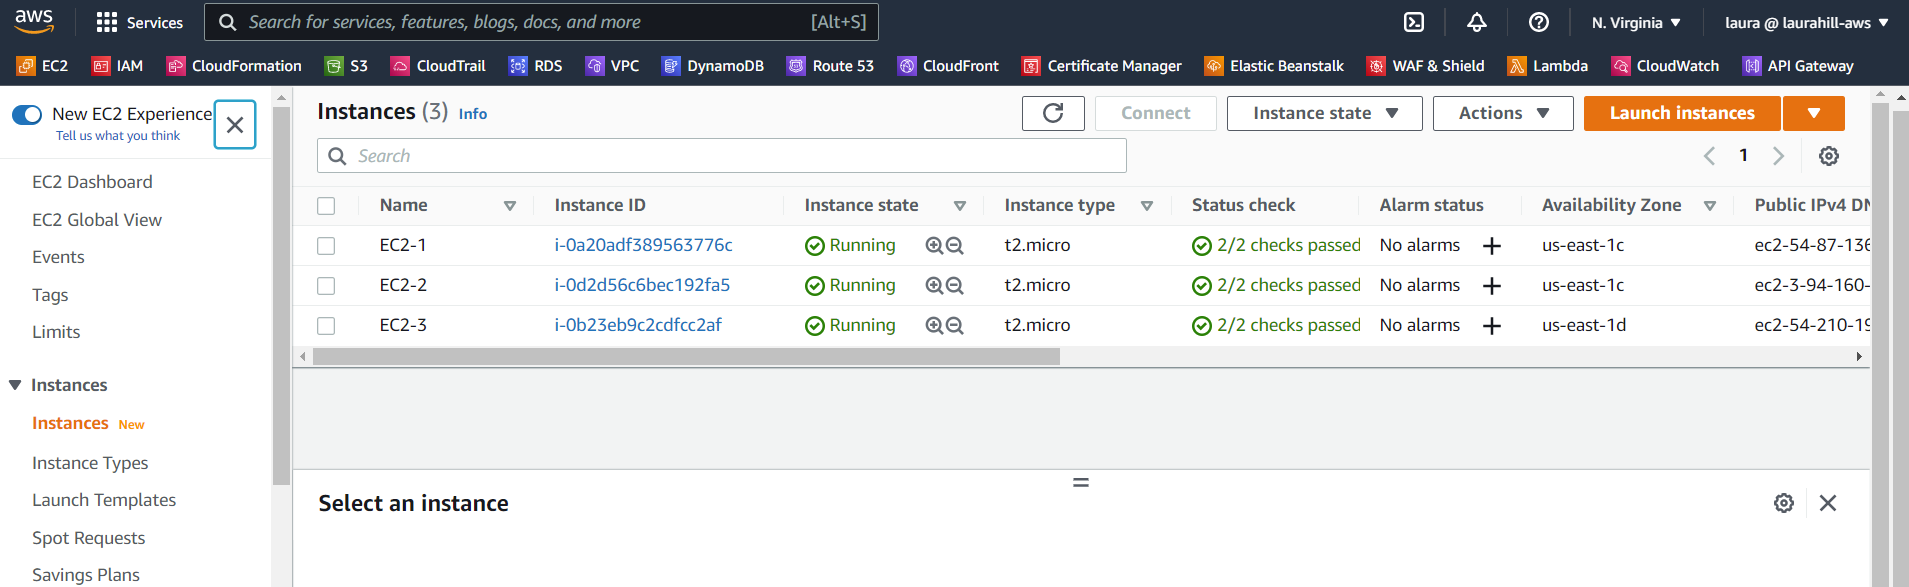 aws Services Search for services, features, blogs, docs, and more [Alt+S] N. Virginia ▼ laura @ laurahill-aws ▼
EC2 IAM CloudFormation S3 CloudTrail RDS VPC DynamoDB Route 53 CloudFront Certificate Manager Elastic Beanstalk WAF & Shield Lambda CloudWatch API Gateway
New EC2 Experience
Tell us what you think
EC2 Dashboard
EC2 Global View
Events
Tags
Limits
Instances
Instances New
Instance Types
Launch Templates
Spot Requests
Savings Plans
Instances (3) Info Connect Instance state Actions Launch instances
Search 1
Name Instance ID Instance state Instance type Status check Alarm status Availability Zone Public IPv4 DN
EC2-1 i-0a20adf389563776c Running t2.micro 2/2 checks passed No alarms + us-east-1c ec2-54-87-136
EC2-2 i-0d2d56c6bec192fa5 Running t2.micro 2/2 checks passed No alarms + us-east-1c ec2-3-94-160-
EC2-3 i-0b23eb9c2cdfcc2af Running t2.micro 2/2 checks passed No alarms + us-east-1d ec2-54-210-19
Select an instance